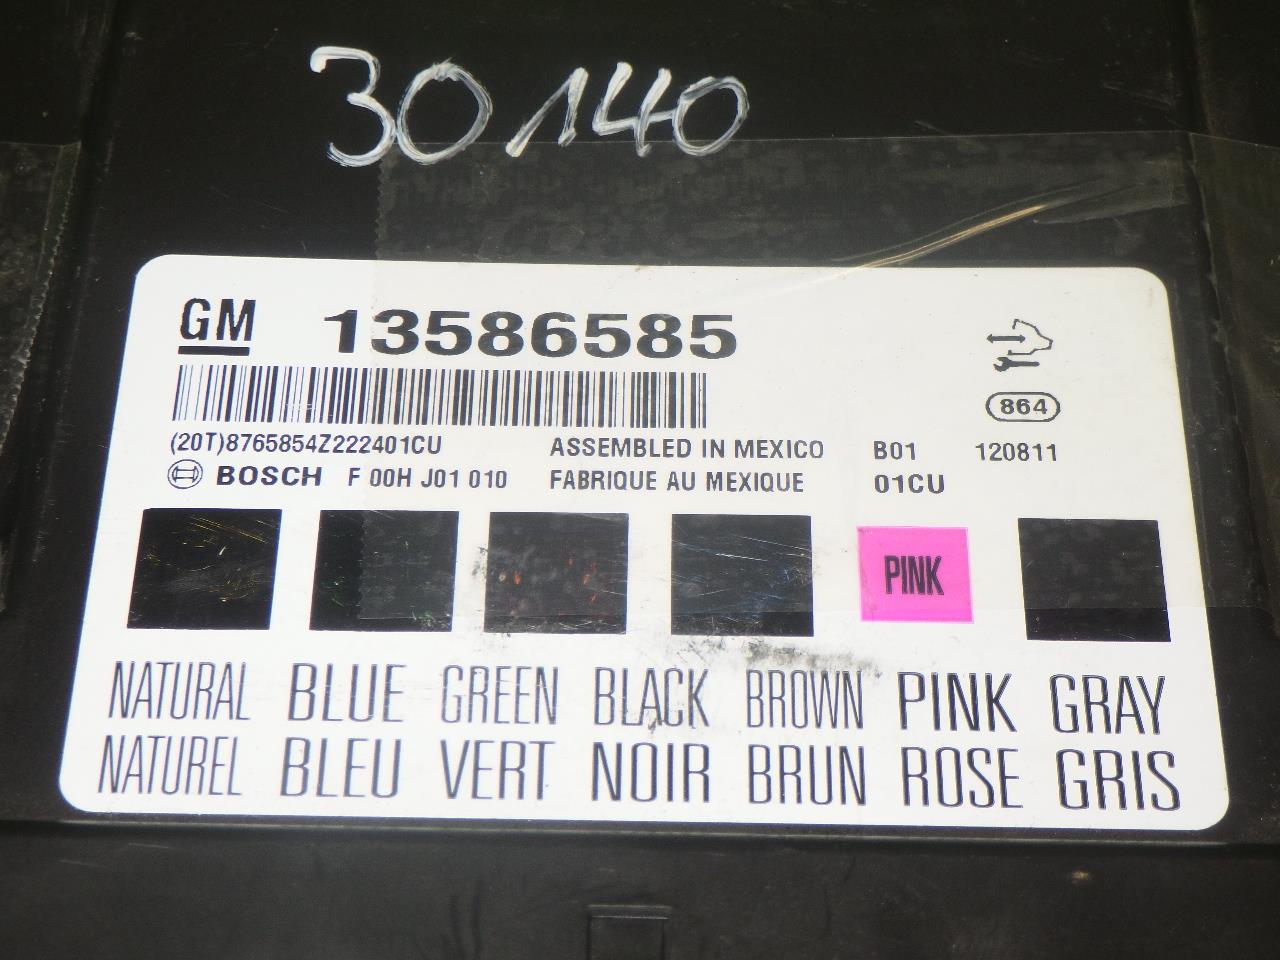 30140
GM 13586585
864
(20T)8765854Z222401CU ASSEMBLED IN MEXICO B01 120811
BOSCH F 00H J01 010 FABRIQUE AU MEXIQUE 01CU
PINK
NATURAL BLUE GREEN BLACK BROWN PINK GRAY
NATUREL BLEU VERT NOIR BRUN ROSE GRIS